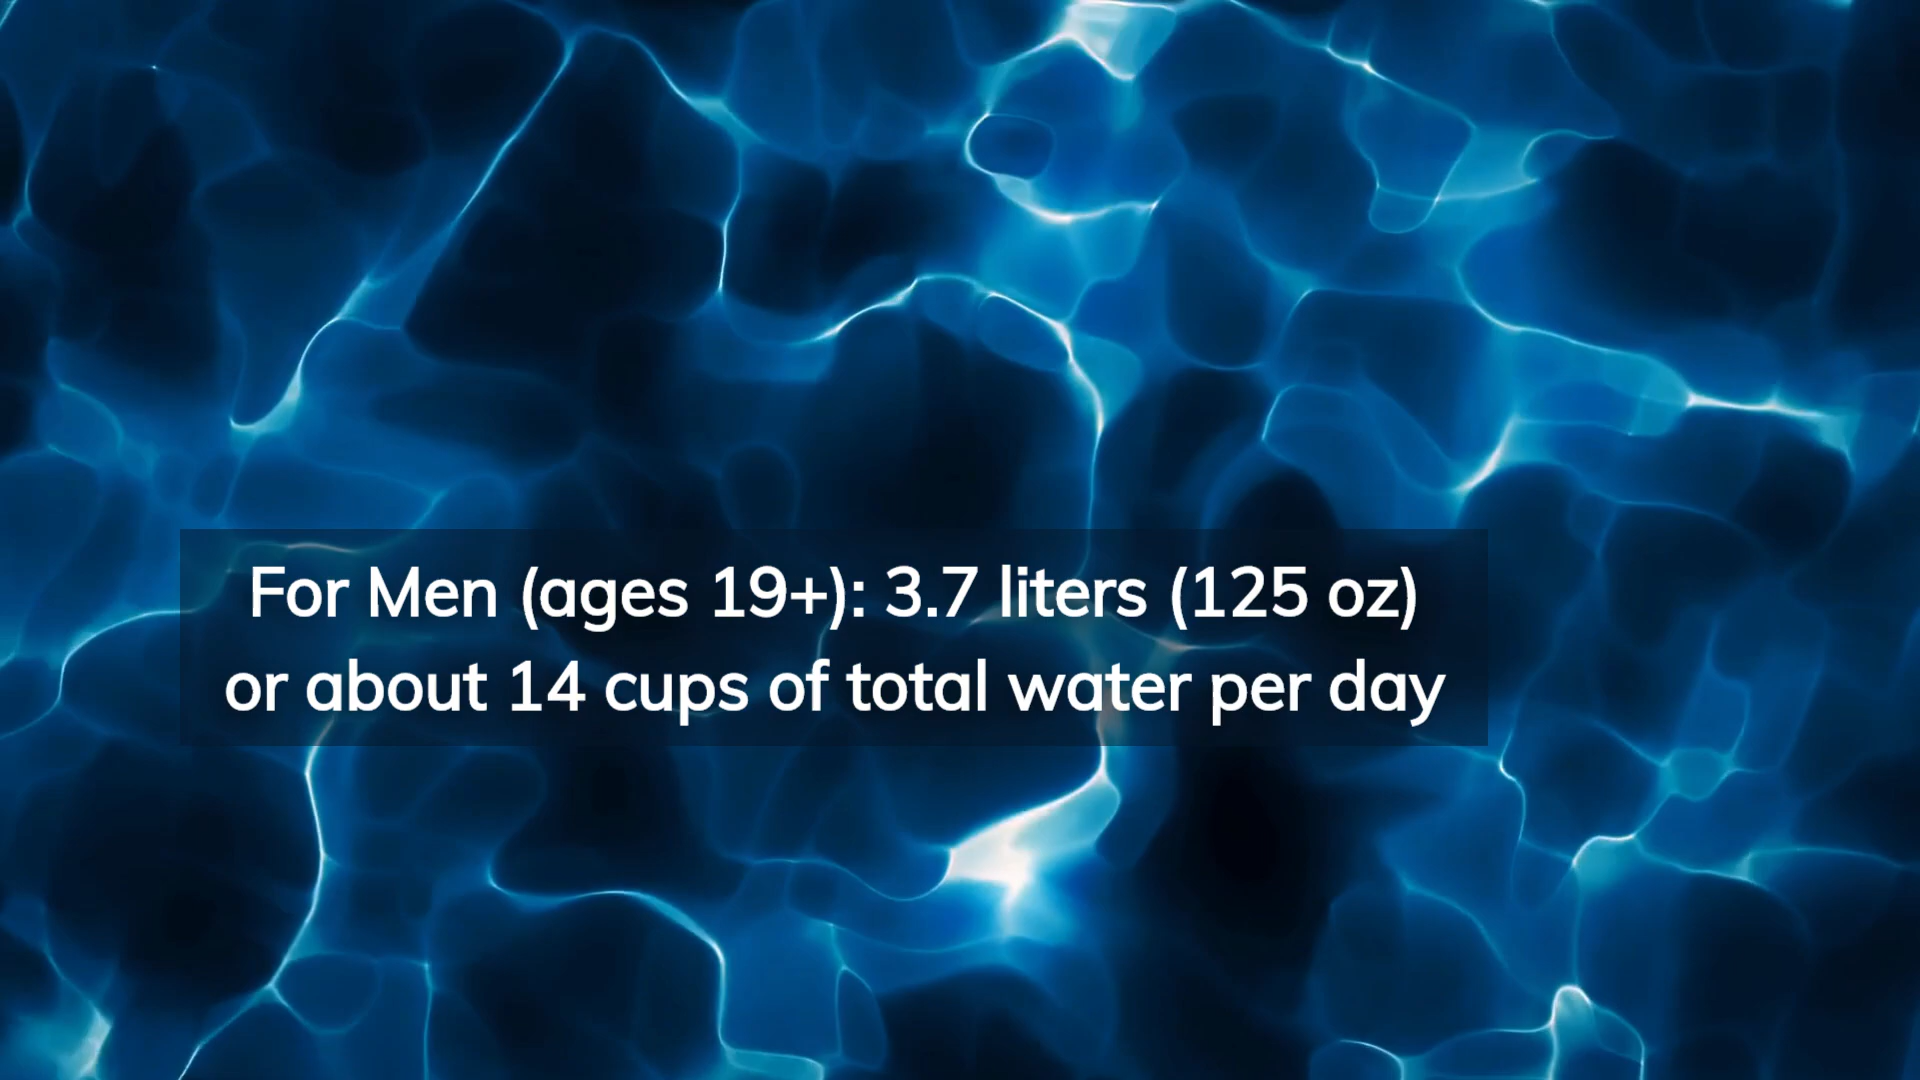 For Men (ages 19+): 3.7 liters (125 oz)
or about 14 cups of total water per day